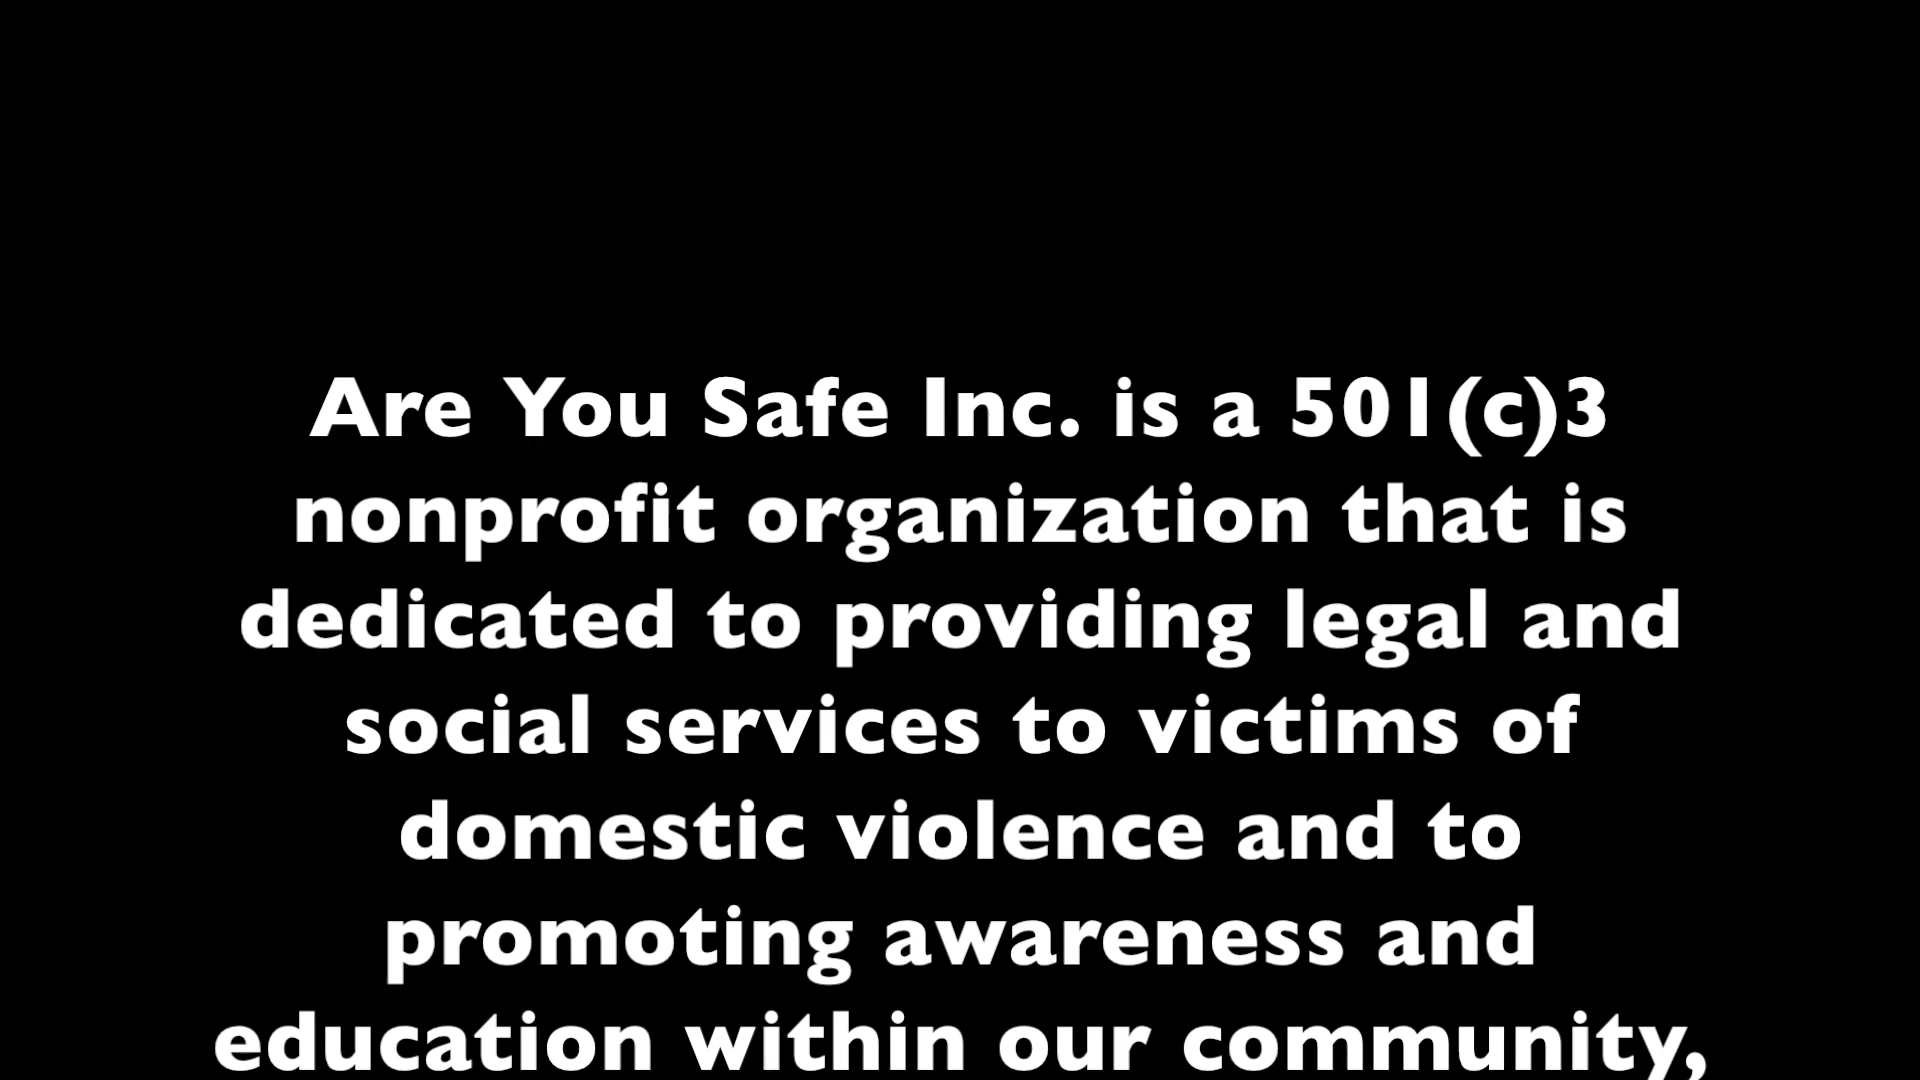 Are You Safe Inc. is a 501(c)3
nonprofit organization that is
dedicated to providing legal and
social services to victims of
domestic violence and to
promoting awareness and
education within our community,